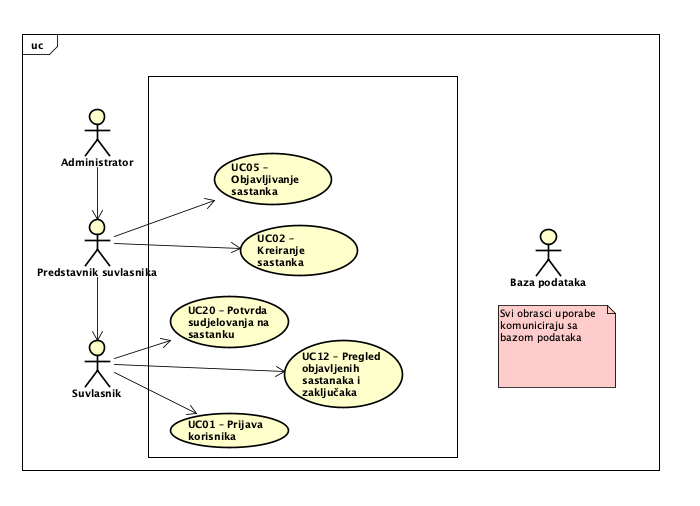 uc
Administrator
UC05 –
Objavljivanje
sastanka
Predstavnik suvlasnika
UC02 –
Kreiranje
sastanka
Baza podataka
UC20 – Potvrda
sudjelovanja na
sastanku
Svi obrasci uporabe
komuniciraju sa
bazom podataka
Suvlasnik
UC12 – Pregled
objavljenih
sastanaka i
zaključaka
UC01 – Prijava
korisnika